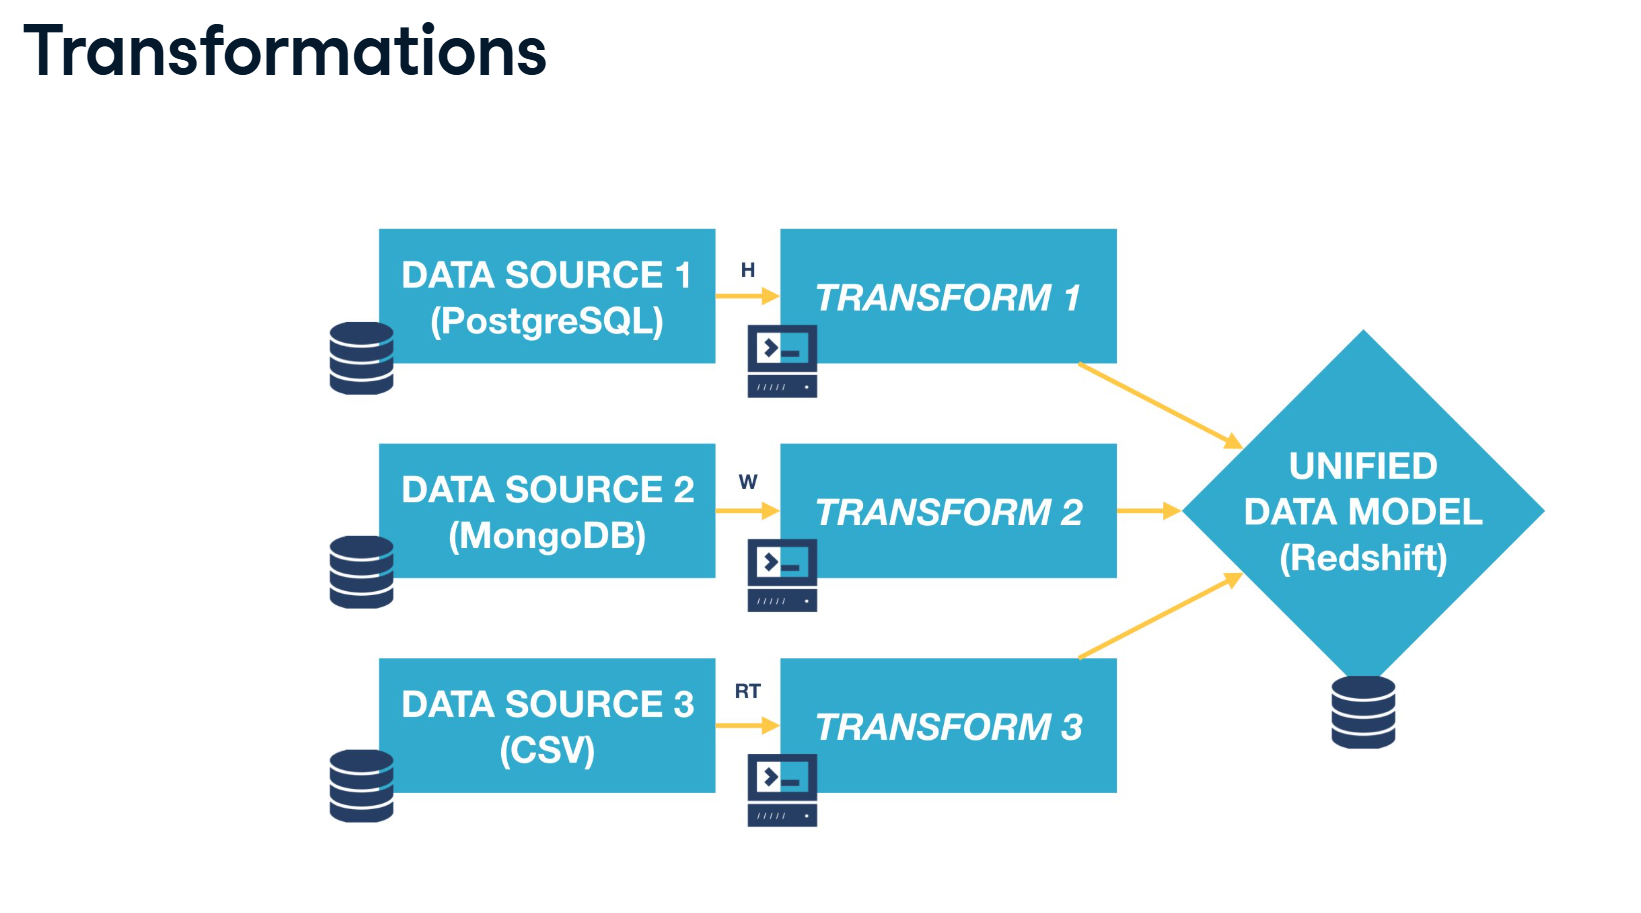 Transformations
DATA SOURCE 1
(PostgreSQL)
H
TRANSFORM 1
DATA SOURCE 2
(MongoDB)
W
TRANSFORM 2
DATA SOURCE 3
(CSV)
RT
TRANSFORM 3
UNIFIED
DATA MODEL
(Redshift)